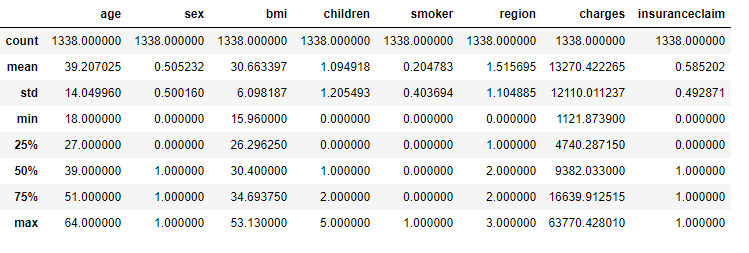 age sex bmi children smoker region charges insuranceclaim
count 1338.000000 1338.000000 1338.000000 1338.000000 1338.000000 1338.000000 1338.000000 1338.000000
mean 39.207025 0.505232 30.663397 1.094918 0.204783 1.515695 13270.422265 0.585202
std 14.049960 0.500160 6.098187 1.205493 0.403694 1.104885 12110.011237 0.492871
min 18.000000 0.000000 15.960000 0.000000 0.000000 0.000000 1121.873900 0.000000
25% 27.000000 0.000000 26.296250 0.000000 0.000000 1.000000 4740.287150 0.000000
50% 39.000000 1.000000 30.400000 1.000000 0.000000 2.000000 9382.033000 1.000000
75% 51.000000 1.000000 34.693750 2.000000 0.000000 2.000000 16639.912515 1.000000
max 64.000000 1.000000 53.130000 5.000000 1.000000 3.000000 63770.428010 1.000000